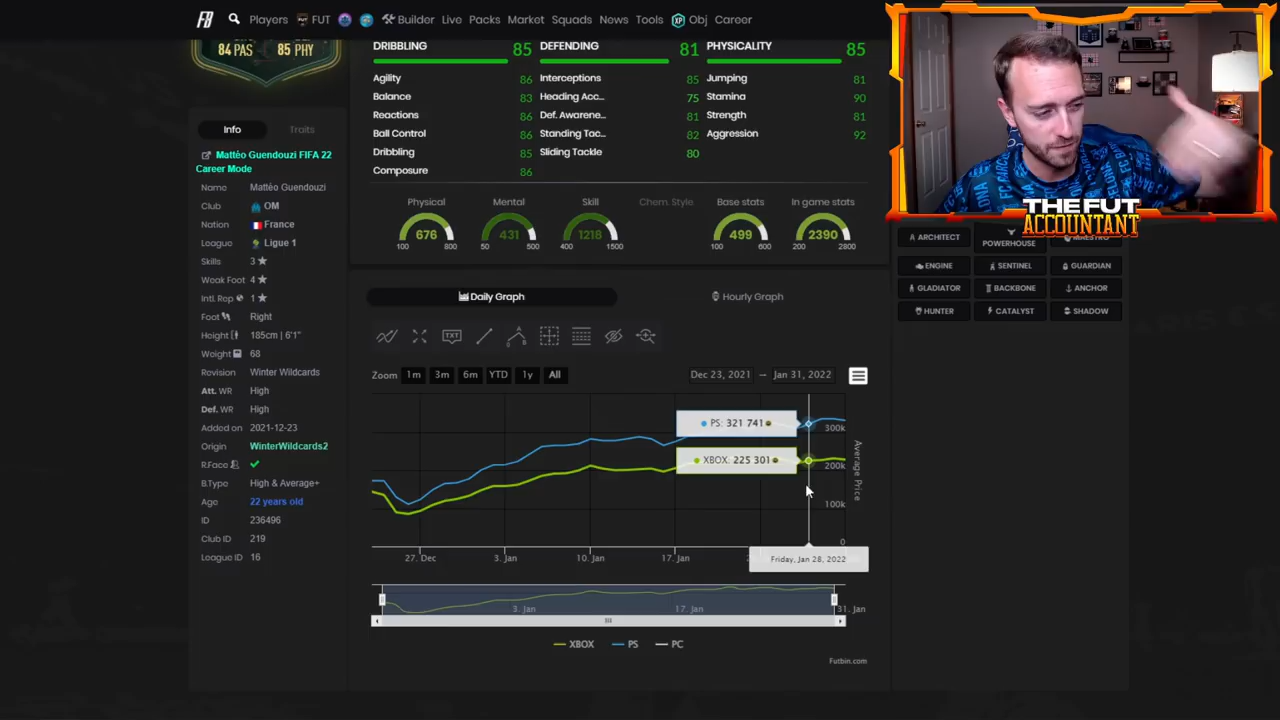 FB Players FUT Builder Live Packs Market Squads News Tools XP Obj Career
84 PAS 85 PHY
DRIBBLING 85 DEFENDING 81 PHYSICALITY 85
Agility 86 Interceptions 85 Jumping 81
Balance 83 Heading Acc... 75 Stamina 90
Reactions 86 Def. Aware... 81 Strength 81
Ball Control 86 Standing Tac... 82 Aggression 92
Dribbling 85 Sliding Tackle 80
Composure 86
Info Traits
Mattéo Guendouzi FIFA 22
Career Mode
Name Mattéo Guendouzi
Club OM
Nation France
League Ligue 1
Skills 3
Weak Foot 4
Intl. Rep 1
Foot Right
Height 185cm | 6'1"
Weight 68
Revision Winter Wildcards
Att. WR High
Def. WR High
Added on 2021-12-23
Origin WinterWildcards2
R.Face
B.Type High & Average+
Age 22 years old
ID 236496
Club ID 219
League ID 16
Physical Mental Skill Chem. Style Base stats In game stats
676 431 1218 499 2390
100 800 50 500 400 1500 100 600 200 2800
Daily Graph Hourly Graph
TXT
Zoom 1m 3m 6m YTD 1y All Dec 23, 2021 → Jan 31, 2022
PS: 321 741
XBOX: 225 301
300k
200k
100k
0
Average Price
27. Dec 3. Jan 10. Jan 17. Jan
Friday, Jan 28, 2022
3. Jan 17. Jan 31. Jan
XBOX PS PC
Futbin.com
THE FUT
ACCOUNTANT
ARCHITECT POWERHOUSE MAESTRO
ENGINE SENTINEL GUARDIAN
GLADIATOR BACKBONE ANCHOR
HUNTER CATALYST SHADOW